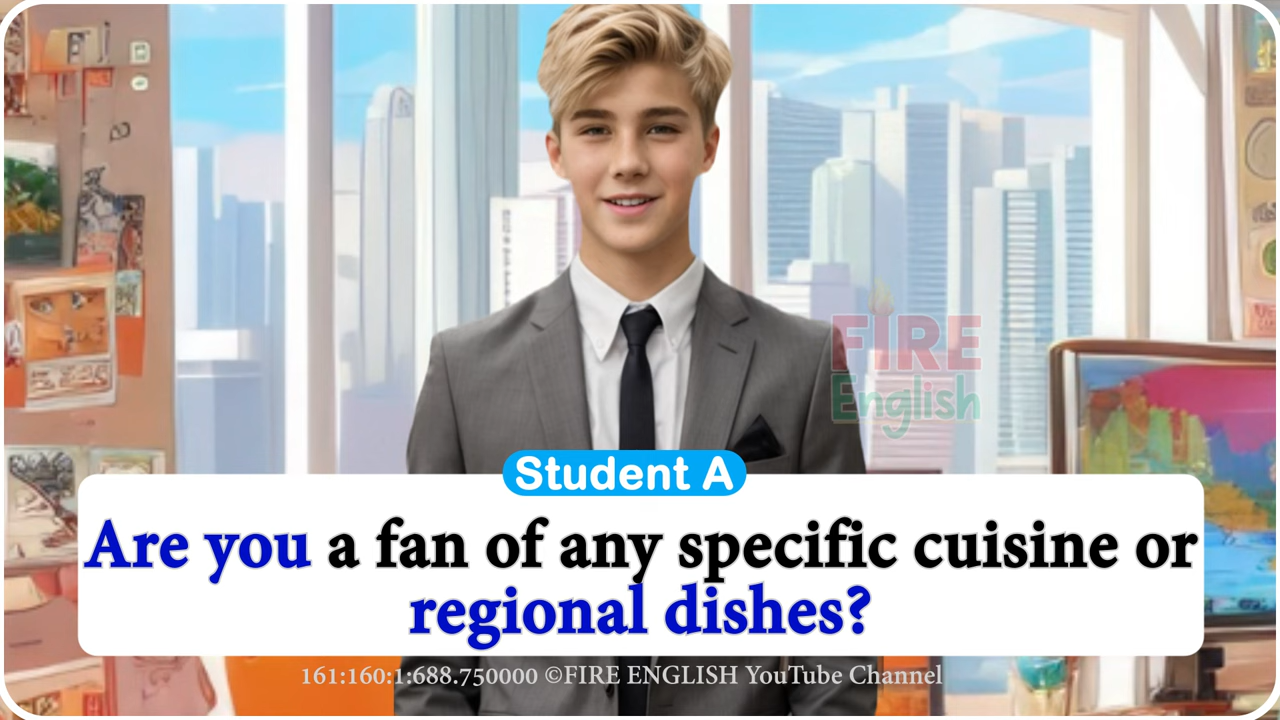 FIRE
English
Student A
Are you a fan of any specific cuisine or
regional dishes?
161:160:1:688.750000 ©FIRE ENGLISH YouTube Channel